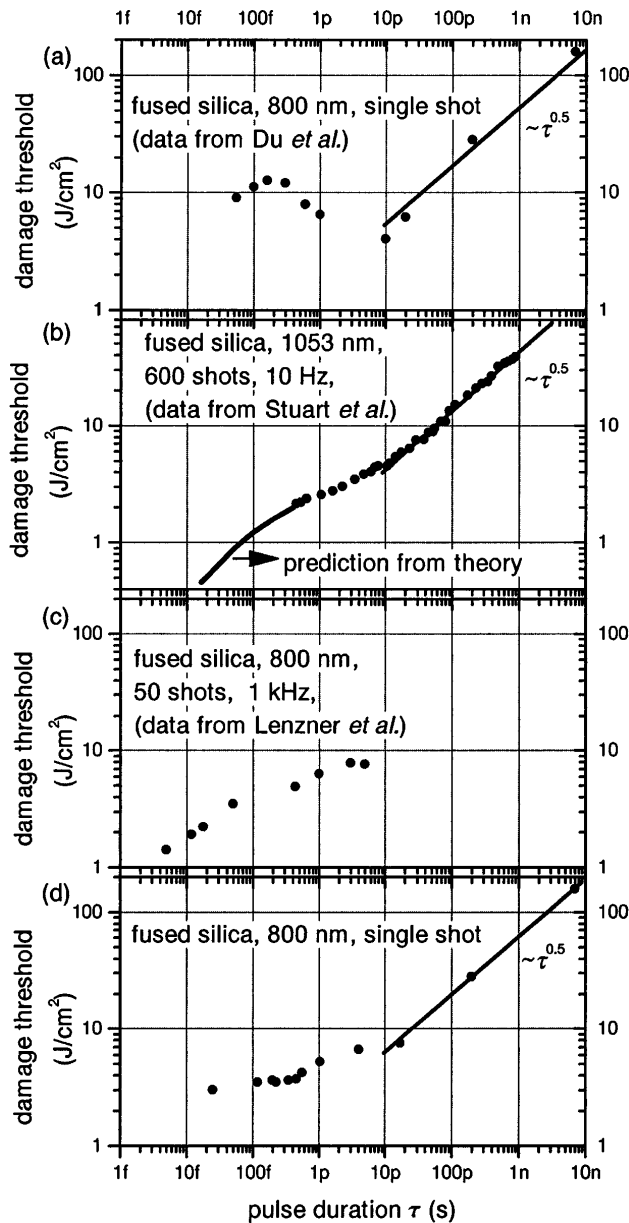 1f 10f 100f 1p 10p 100p 1n 10n
(a)
100
100
fused silica, 800 nm, single shot
(data from Du et al.)
~τ0.5
10
10
1
1
damage threshold
(J/cm2)
(b)
fused silica, 1053 nm,
600 shots, 10 Hz,
(data from Stuart et al.)
~τ0.5
10
10
1
1
prediction from theory
damage threshold
(J/cm2)
(c)
100
100
fused silica, 800 nm,
50 shots, 1 kHz,
(data from Lenzner et al.)
10
10
1
1
damage threshold
(J/cm2)
(d)
100
100
fused silica, 800 nm, single shot
~τ0.5
10
10
1
1
damage threshold
(J/cm2)
1f 10f 100f 1p 10p 100p 1n 10n
pulse duration τ (s)